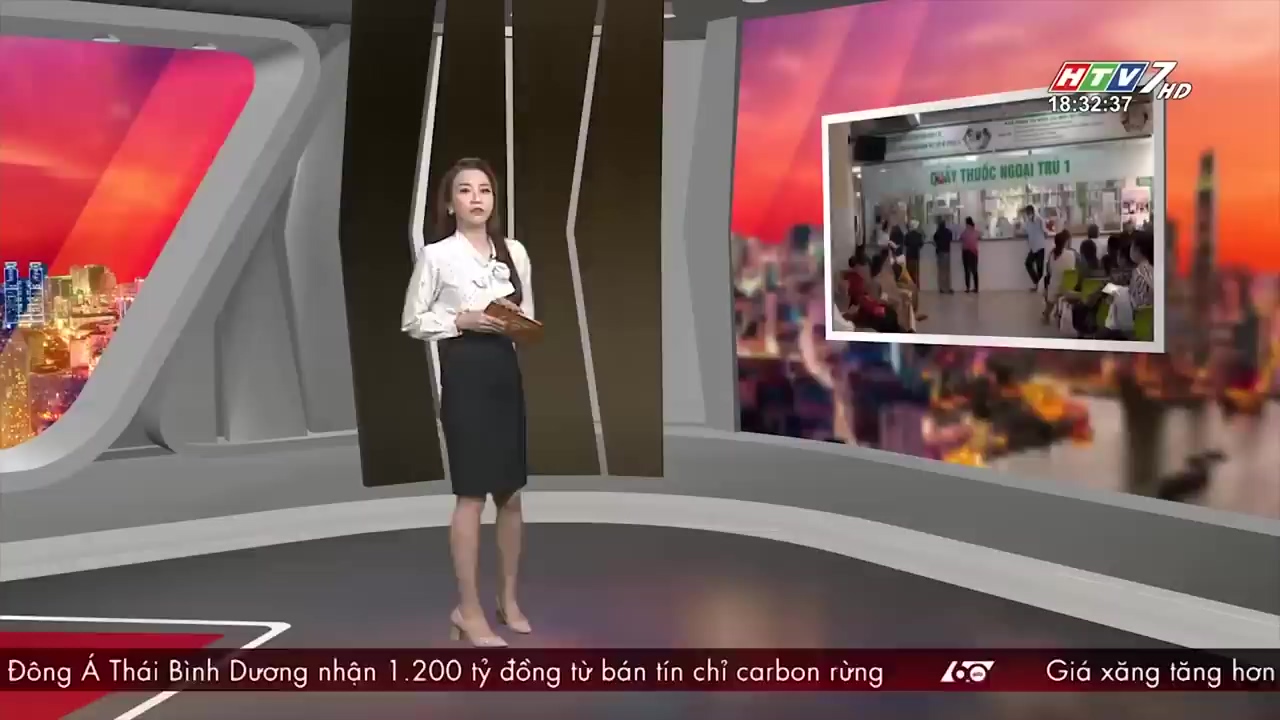 HTV7 HD
18:32:37
QUẦY THUỐC NGOẠI TRÚ 1
Đông Á Thái Bình Dương nhận 1.200 tỷ đồng từ bán tín chỉ carbon rừng
60
Giá xăng tăng hơn